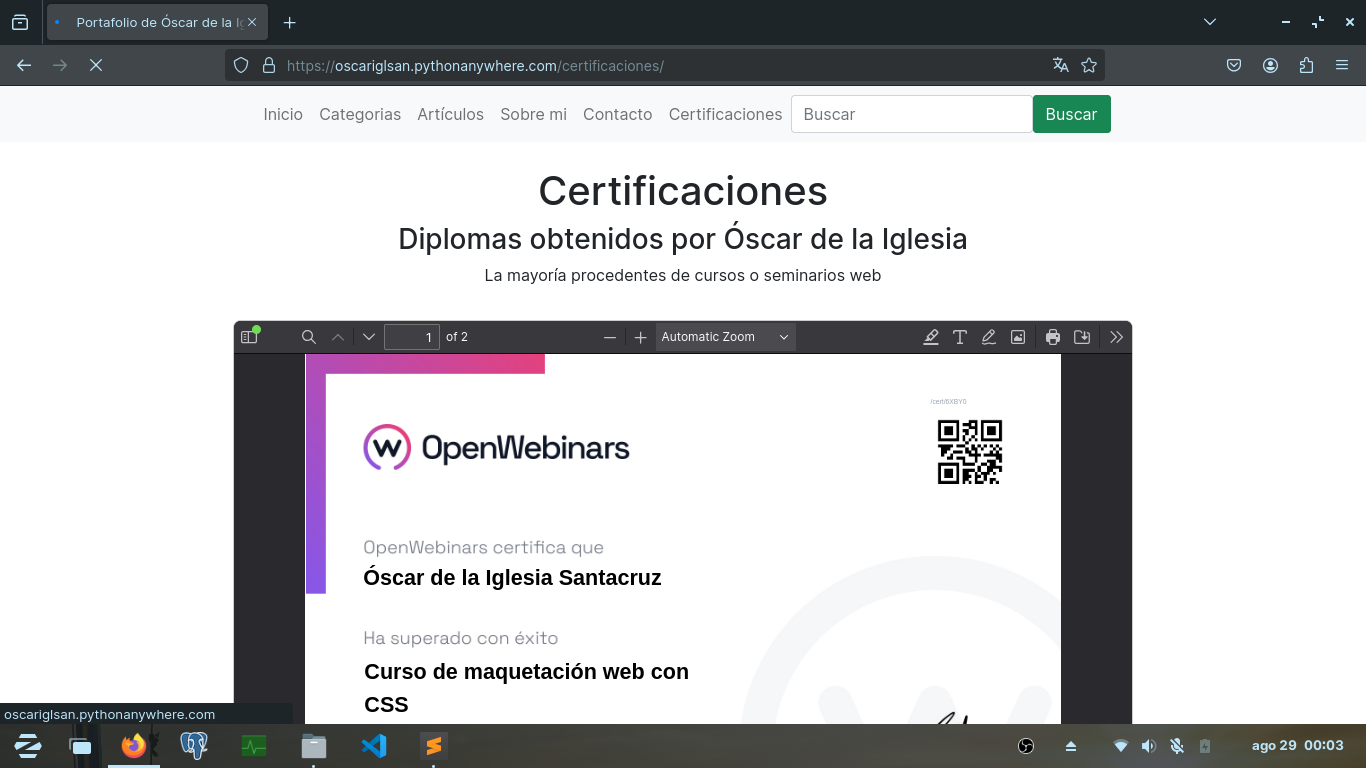 Portafolio de Óscar de la Ig
https://oscariglsan.pythonanywhere.com/certificaciones/
Inicio Categorias Artículos Sobre mi Contacto Certificaciones Buscar Buscar
Certificaciones
Diplomas obtenidos por Óscar de la Iglesia
La mayoría procedentes de cursos o seminarios web
1 of 2 Automatic Zoom
/cert/6XBY0
OpenWebinars
OpenWebinars certifica que
Óscar de la Iglesia Santacruz
Ha superado con éxito
Curso de maquetación web con
CSS
oscariglsan.pythonanywhere.com
ago 29 00:03